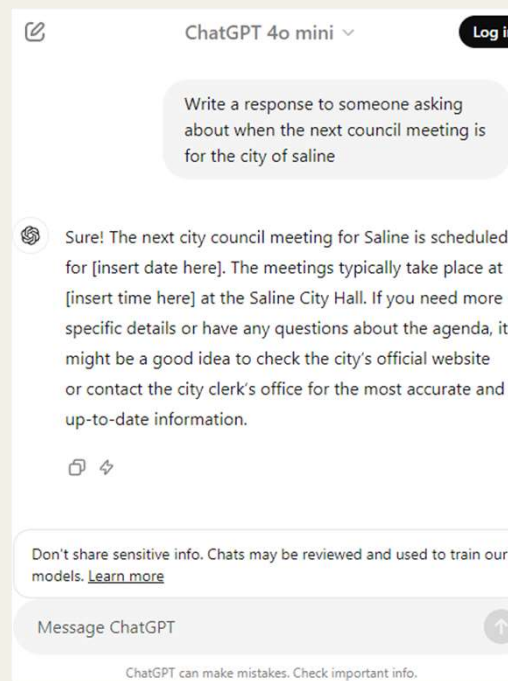 ChatGPT 4o mini
Log in
Write a response to someone asking
about when the next council meeting is
for the city of saline
Sure! The next city council meeting for Saline is scheduled
for [insert date here]. The meetings typically take place at
[insert time here] at the Saline City Hall. If you need more
specific details or have any questions about the agenda, it
might be a good idea to check the city's official website
or contact the city clerk's office for the most accurate and
up-to-date information.
Don't share sensitive info. Chats may be reviewed and used to train our
models. Learn more
Message ChatGPT
ChatGPT can make mistakes. Check important info.